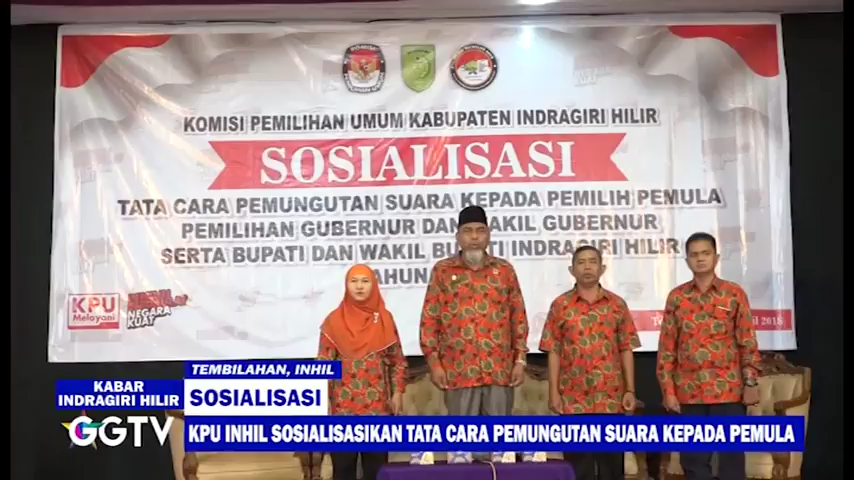 KOMISI PEMILIHAN UMUM KABUPATEN INDRAGIRI HILIR
SOSIALISASI
TATA CARA PEMUNGUTAN SUARA KEPADA PEMILIH PEMULA
PEMILIHAN GUBERNUR DAN WAKIL GUBERNUR
SERTA BUPATI DAN WAKIL BUPATI INDRAGIRI HILIR
KPU
Melayani
NEGARA
KUAT
2018
TEMBILAHAN, INHIL
KABAR
INDRAGIRI HILIR
SOSIALISASI
GGTV
KPU INHIL SOSIALISASIKAN TATA CARA PEMUNGUTAN SUARA KEPADA PEMULA